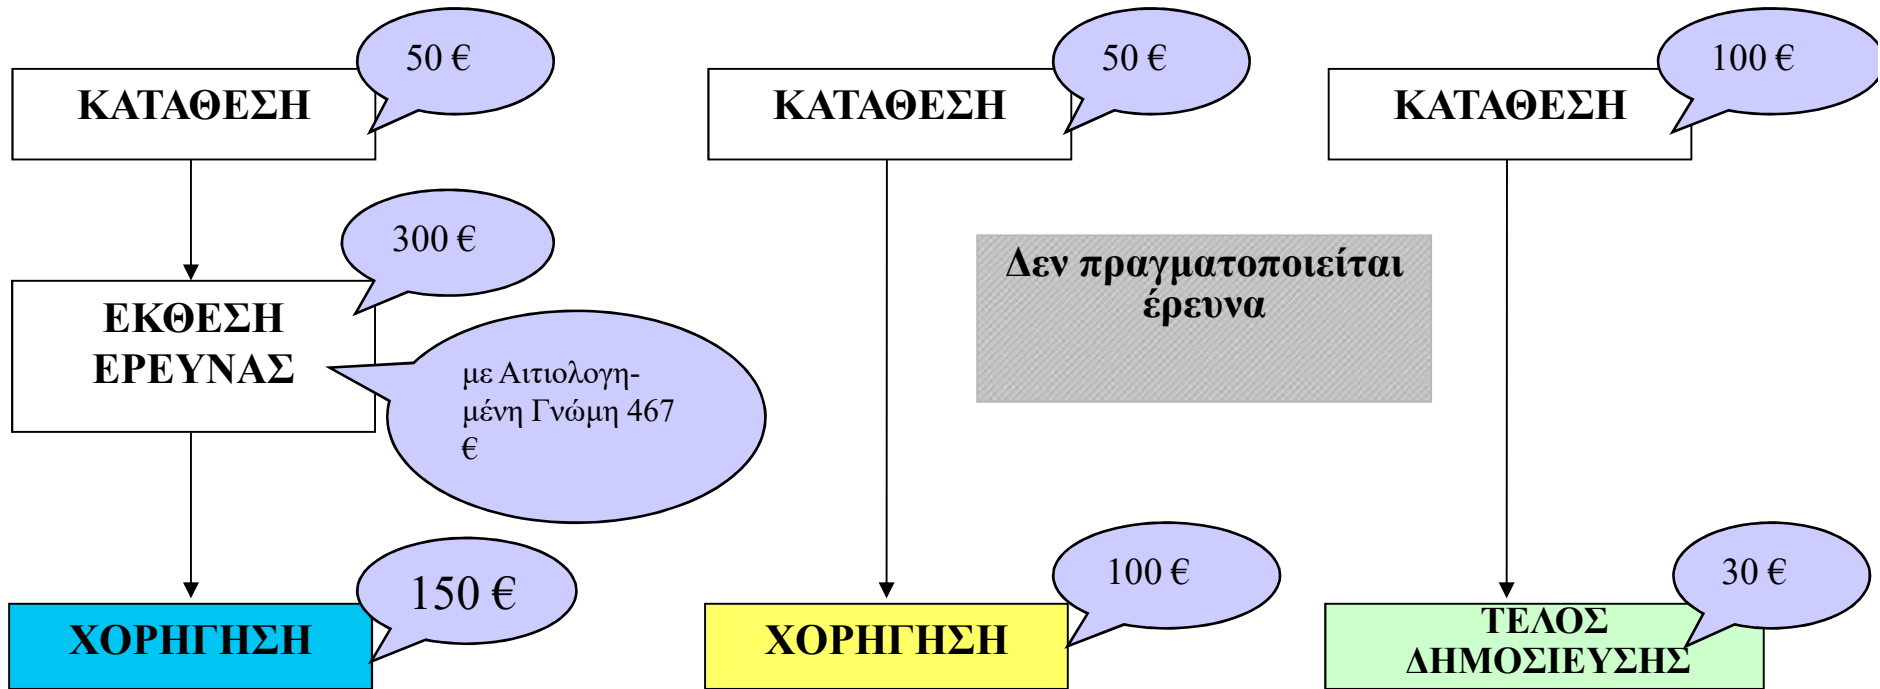 50 €
ΚΑΤΑΘΕΣΗ
300 €
ΕΚΘΕΣΗ
ΕΡΕΥΝΑΣ
με Αιτιολογη-
μένη Γνώμη 467
€
150 €
ΧΟΡΗΓΗΣΗ
50 €
ΚΑΤΑΘΕΣΗ
Δεν πραγματοποιείται
έρευνα
100 €
ΧΟΡΗΓΗΣΗ
100 €
ΚΑΤΑΘΕΣΗ
30 €
ΤΕΛΟΣ
ΔΗΜΟΣΙΕΥΣΗΣ